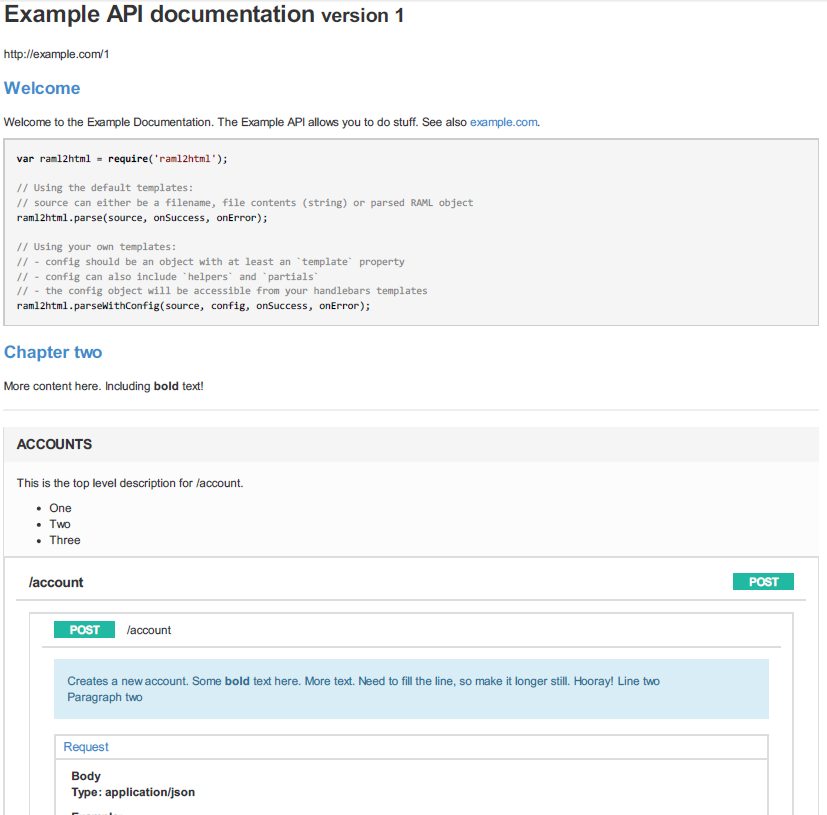 Example API documentation version 1
http://example.com/1
Welcome
Welcome to the Example Documentation. The Example API allows you to do stuff. See also example.com.
var raml2html = require('raml2html');
// Using the default templates:
// source can either be a filename, file contents (string) or parsed RAML object
raml2html.parse(source, onSuccess, onError);
// Using your own templates:
// - config should be an object with at least an `template` property
// - config can also include `helpers` and `partials`
// - the config object will be accessible from your handlebars templates
raml2html.parseWithConfig(source, config, onSuccess, onError);
Chapter two
More content here. Including bold text!
ACCOUNTS
This is the top level description for /account.
• One
• Two
• Three
/account POST
POST /account
Creates a new account. Some bold text here. More text. Need to fill the line, so make it longer still. Hooray! Line two
Paragraph two
Request
Body
Type: application/json